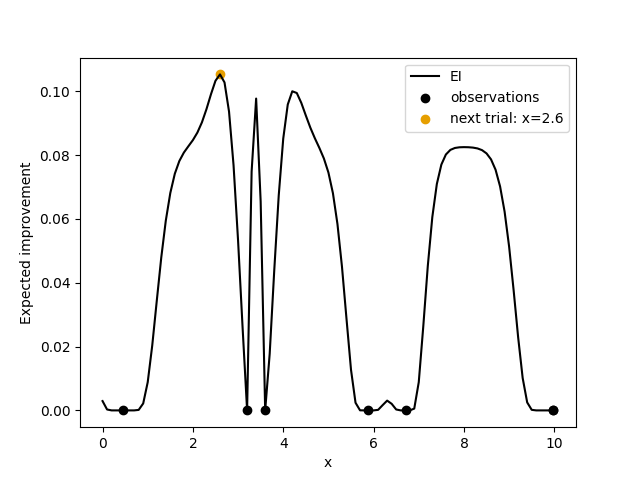 EI
observations
next trial: x=2.6
Expected improvement
0.10
0.08
0.06
0.04
0.02
0.00
0
2
4
6
8
10
x